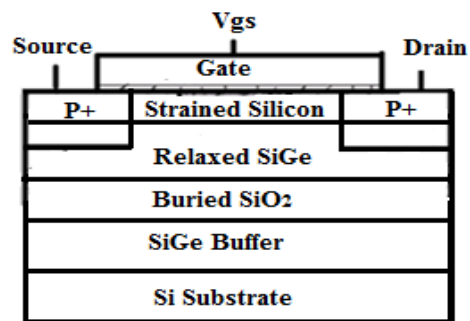 Vgs
Source
Drain
Gate
P+ Strained Silicon P+
Relaxed SiGe
Buried SiO2
SiGe Buffer
Si Substrate